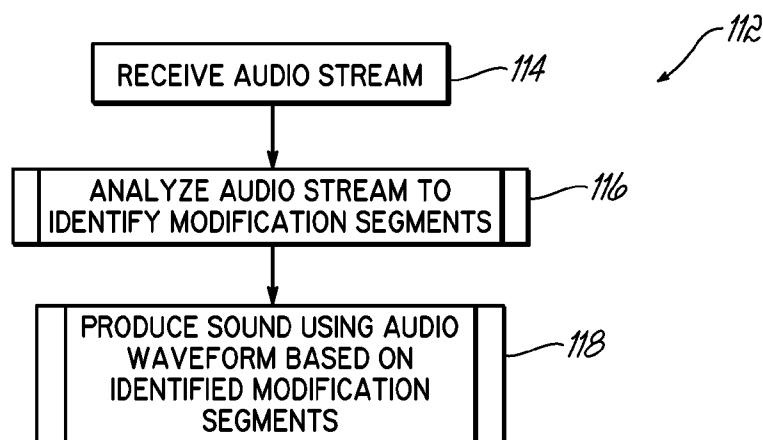 112
RECEIVE AUDIO STREAM
114
ANALYZE AUDIO STREAM TO
IDENTIFY MODIFICATION SEGMENTS
116
PRODUCE SOUND USING AUDIO
WAVEFORM BASED ON
IDENTIFIED MODIFICATION
SEGMENTS
118